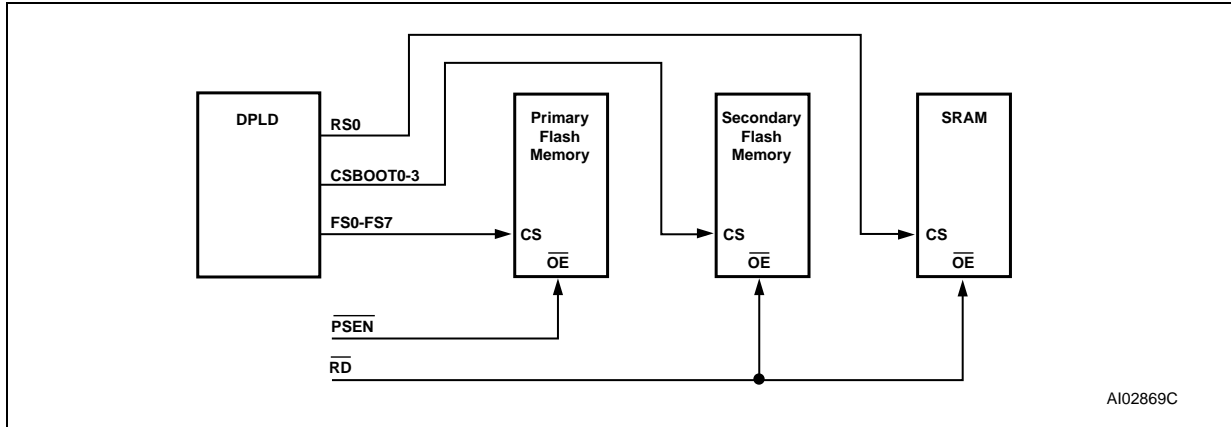 DPLD
RS0
CSBOOT0-3
FS0-FS7
Primary
Flash
Memory
CS
OE
Secondary
Flash
Memory
CS
OE
SRAM
CS
OE
PSEN
RD
AI02869C